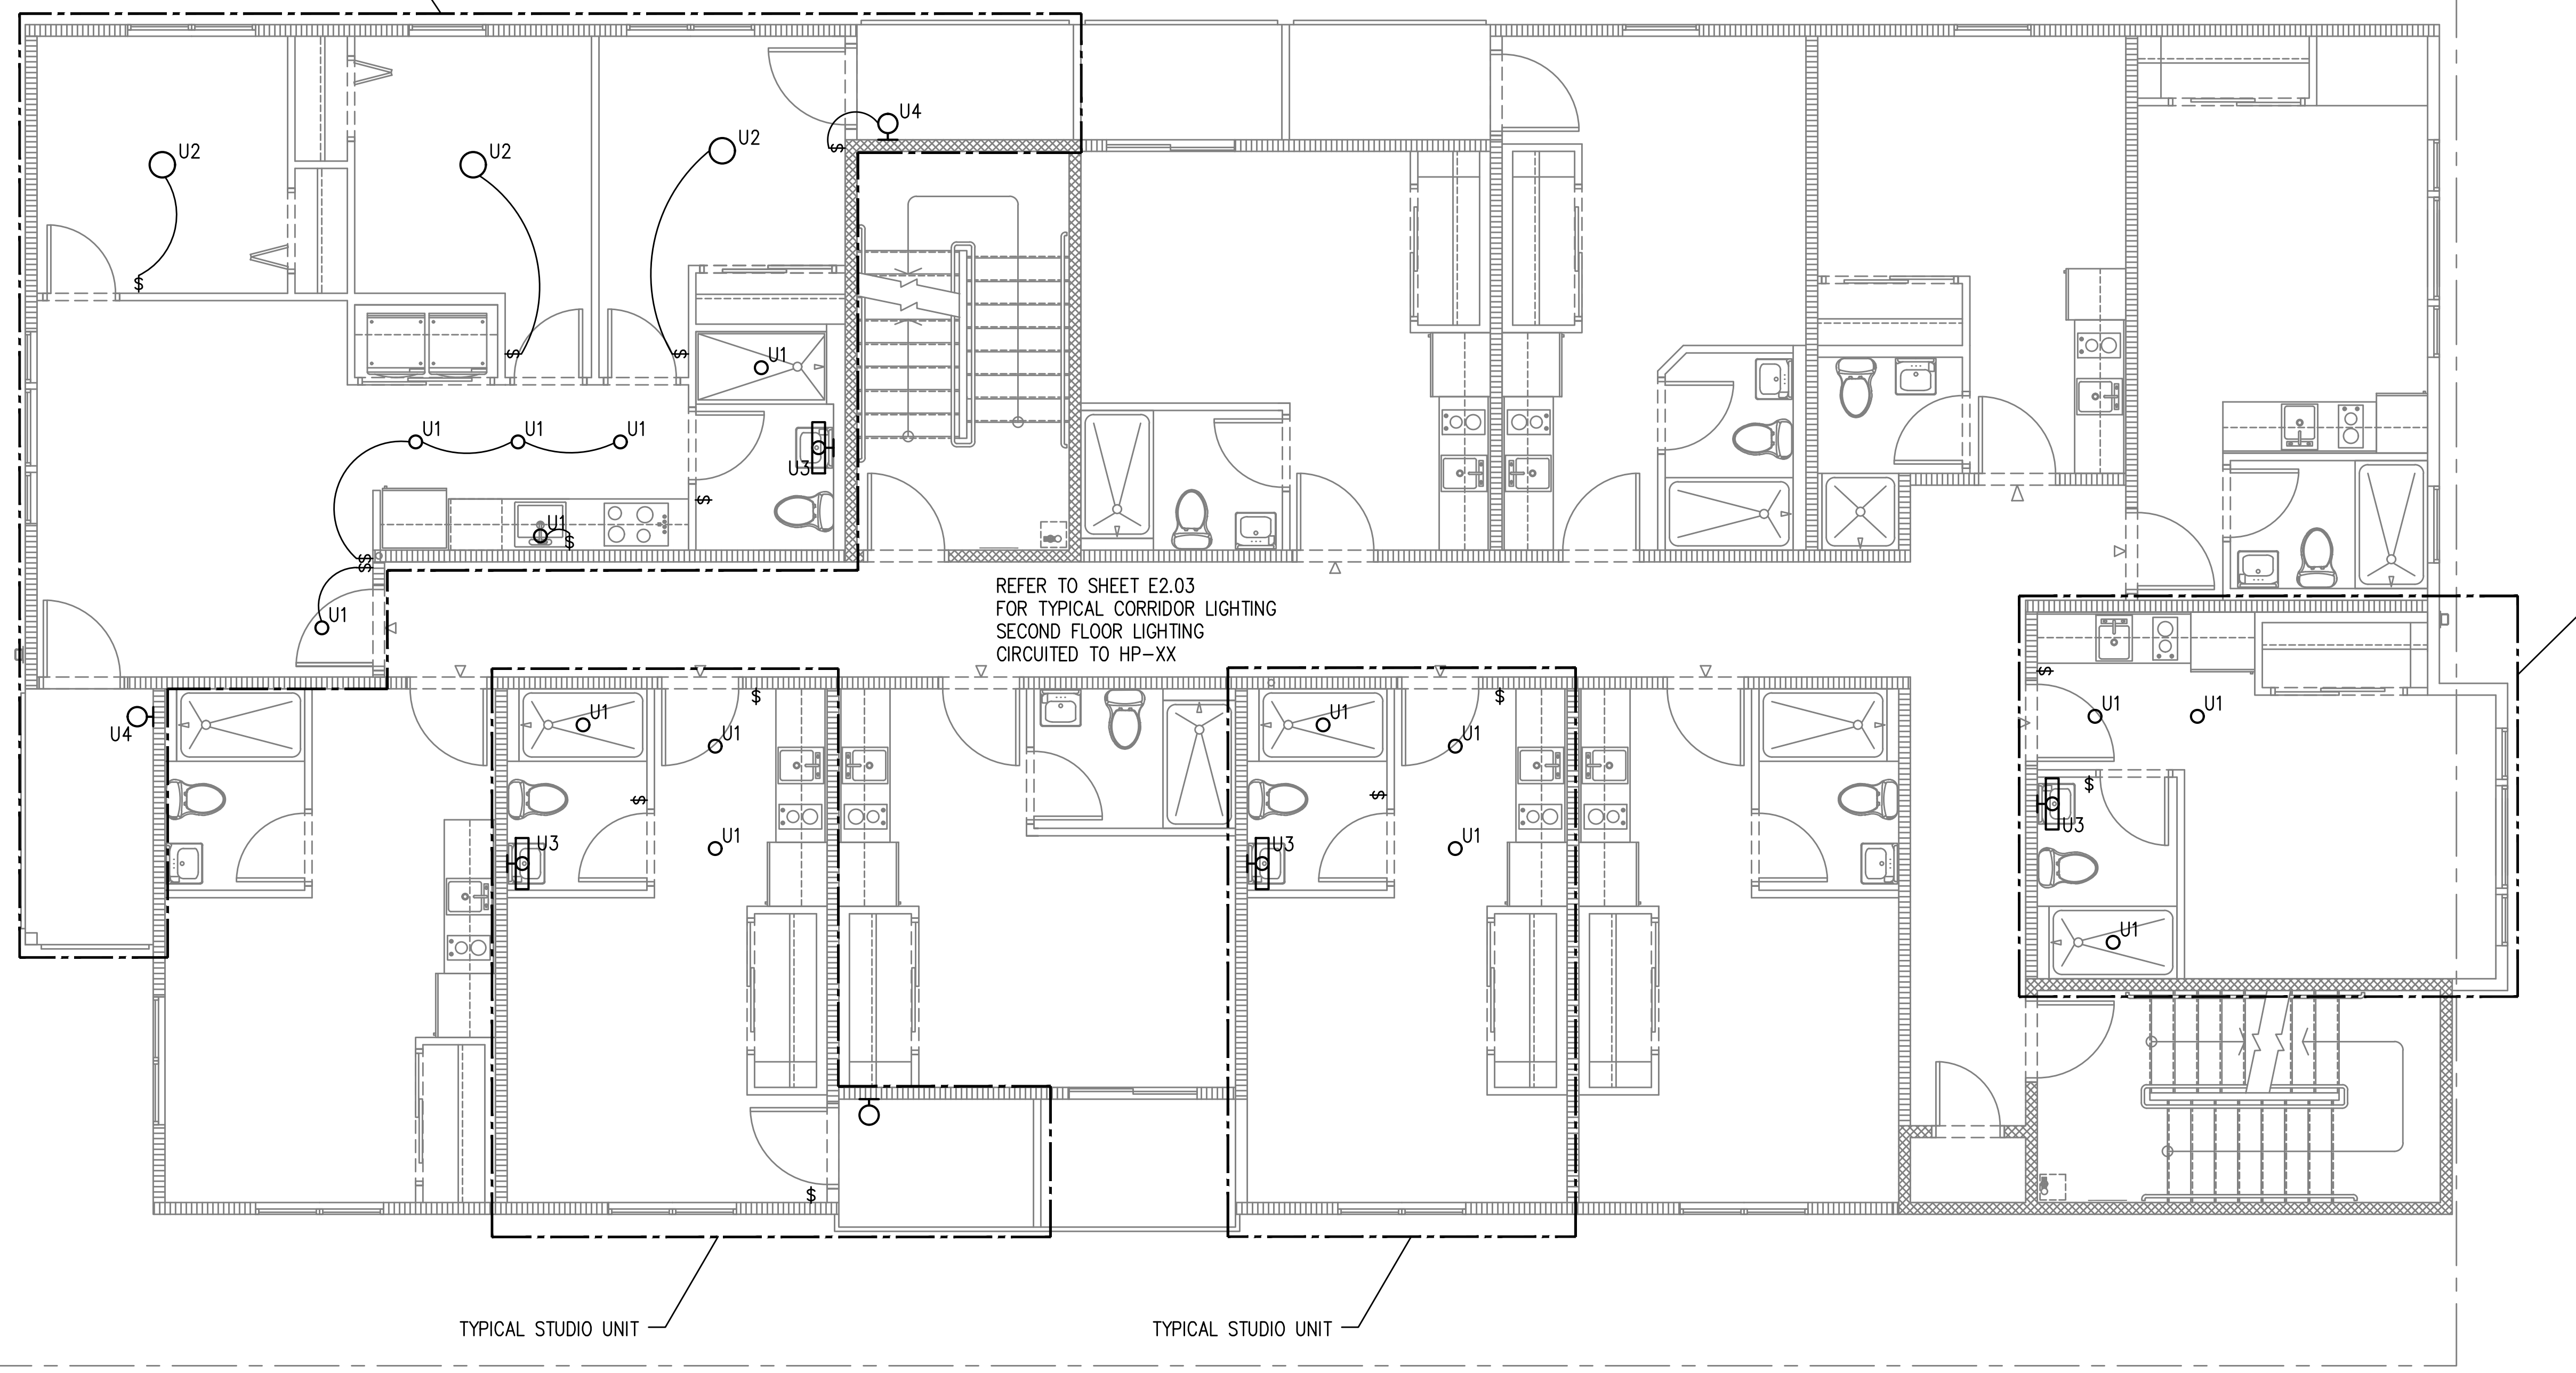 U4
U2
U2
U2
$
$
$
$
U1
U1
U1
U1
U3
$
U1
$
$
$
U1
REFER TO SHEET E2.03
FOR TYPICAL CORRIDOR LIGHTING
SECOND FLOOR LIGHTING
CIRCUITED TO HP-XX
U4
$
U1
U1
$
U3
U1
$
$
U1
U1
$
U3
U1
$
U1
U1
$
U3
U1
TYPICAL STUDIO UNIT
TYPICAL STUDIO UNIT